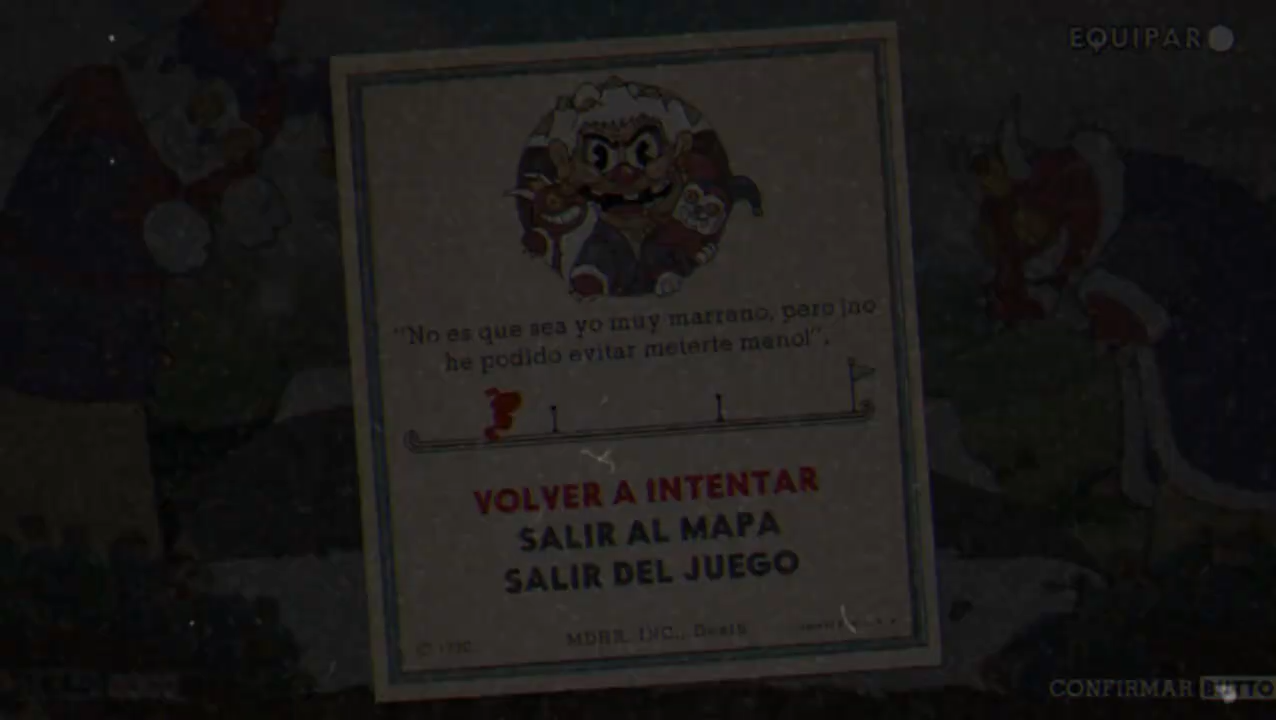 EQUIPAR
"No es que sea yo muy marrano, pero ¡no
he podido evitar meterte mano!".
VOLVER A INTENTAR
SALIR AL MAPA
SALIR DEL JUEGO
MDHR, INC.,
CONFIRMAR